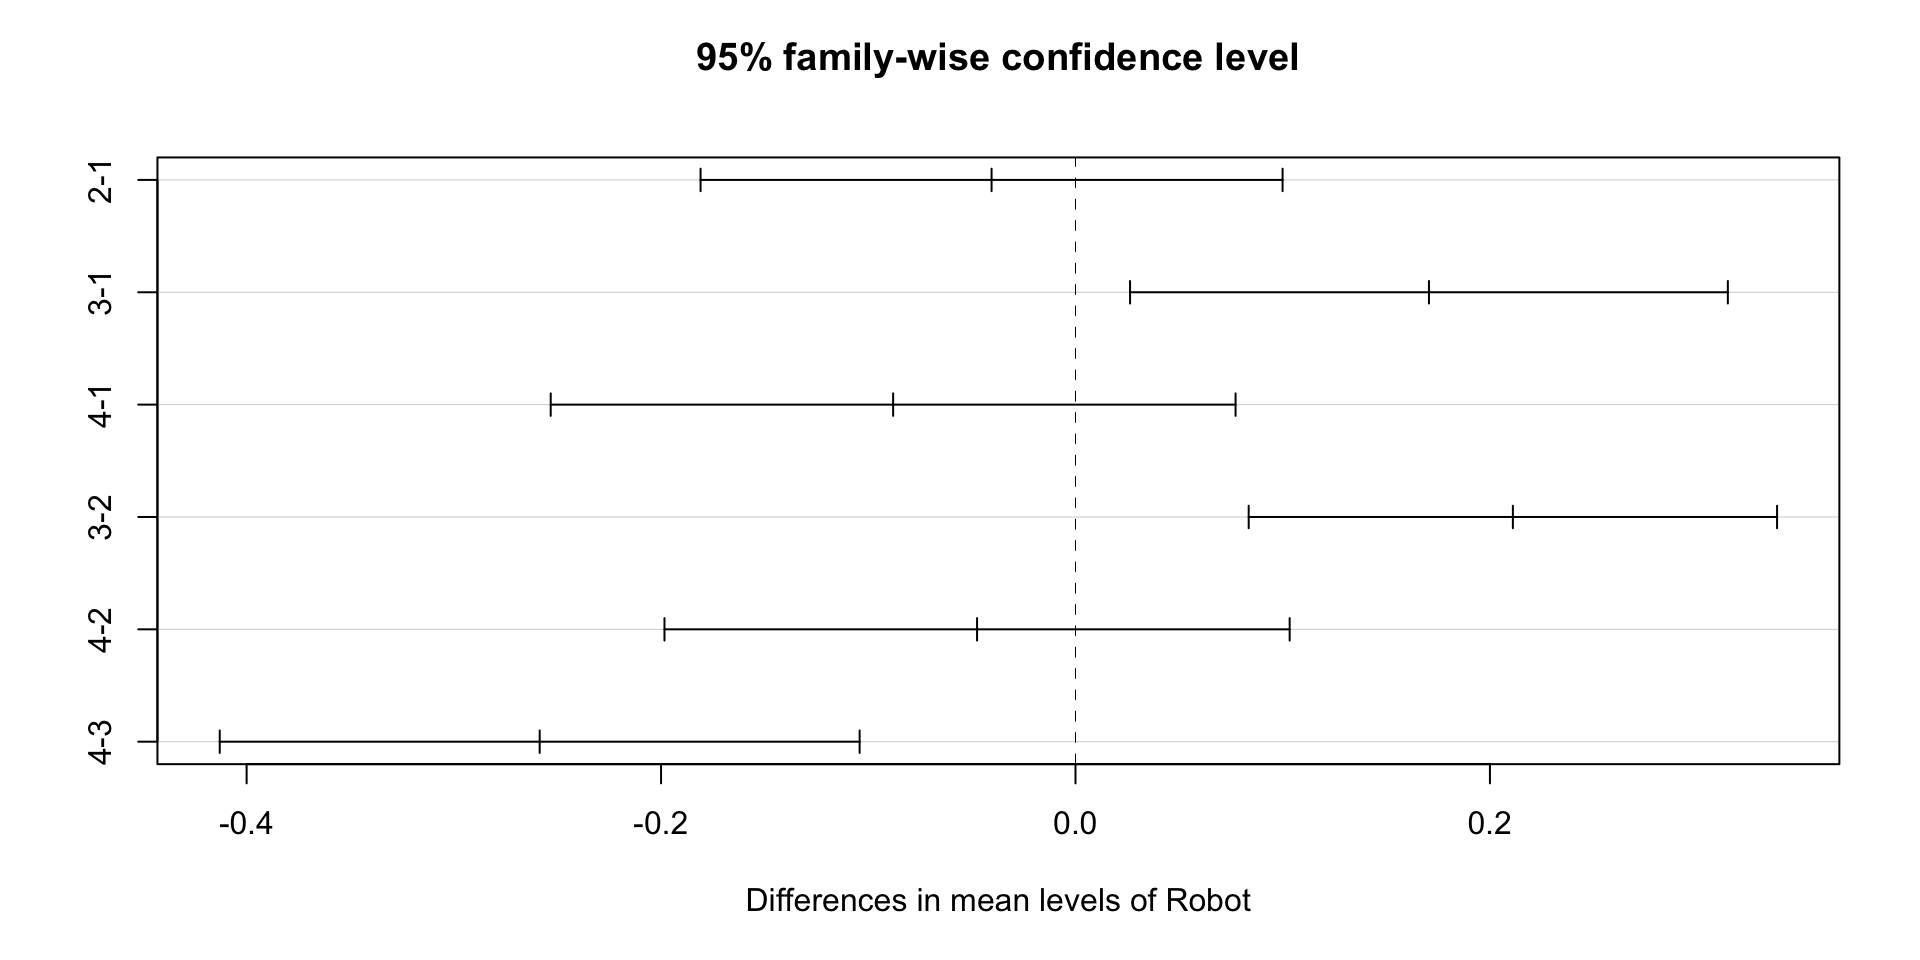 95% family-wise confidence level
2-1
3-1
4-1
3-2
4-2
4-3
-0.4 -0.2 0.0 0.2
Differences in mean levels of Robot